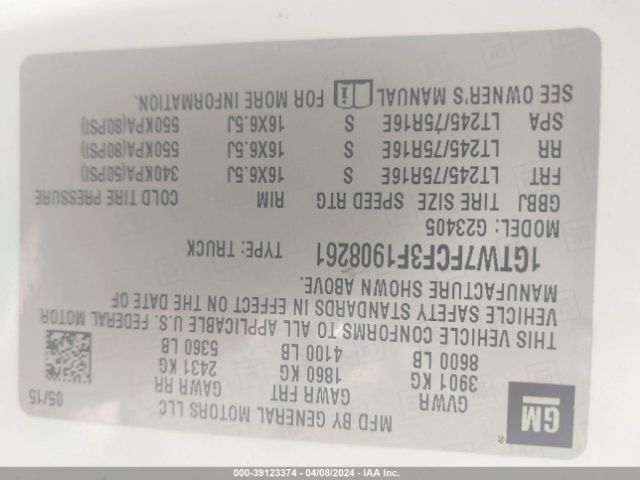 GM
MFD BY GENERAL MOTORS LLC 05/15
GVWR GAWR FRT GAWR RR
3901 KG 1860 KG 2431 KG
8600 LB 4100 LB 5360 LB
THIS VEHICLE CONFORMS TO ALL APPLICABLE U.S. FEDERAL MOTOR
VEHICLE SAFETY STANDARDS IN EFFECT ON THE DATE OF
MANUFACTURE SHOWN ABOVE.
1GTW7FCF3F1908261 TYPE: TRUCK
MODEL: G23405
GBBJ TIRE SIZE SPEED RTG RIM COLD TIRE PRESSURE
FRT LT245/75R16E S 16X6.5J 340KPA(50PSI)
RR LT245/75R16E S 16X6.5J 550KPA(80PSI)
SPA LT245/75R16E S 16X6.5J 550KPA(80PSI)
SEE OWNER'S MANUAL FOR MORE INFORMATION.
000-39123374 - 04/08/2024 - IAA Inc.